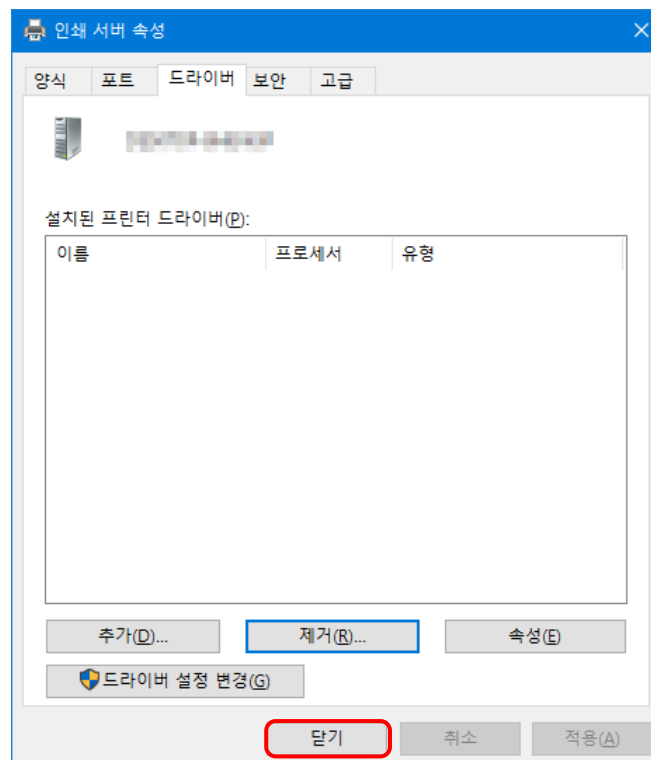 인쇄 서버 속성
양식 포트 드라이버 보안 고급
설치된 프린터 드라이버(P):
이름 프로세서 유형
추가(D)... 제거(R)... 속성(E)
드라이버 설정 변경(G)
닫기 취소 적용(A)